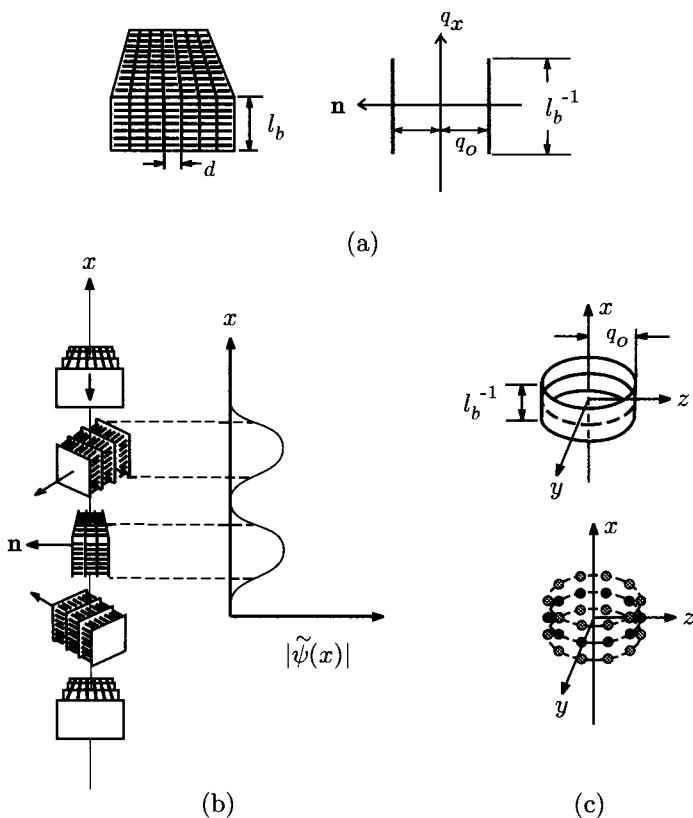 l_b
d
q_x
n
q_o
l_b^{-1}
(a)
x
n
x
|ψ̃(x)|
(b)
x
q_o
l_b^{-1}
z
y
x
z
y
(c)